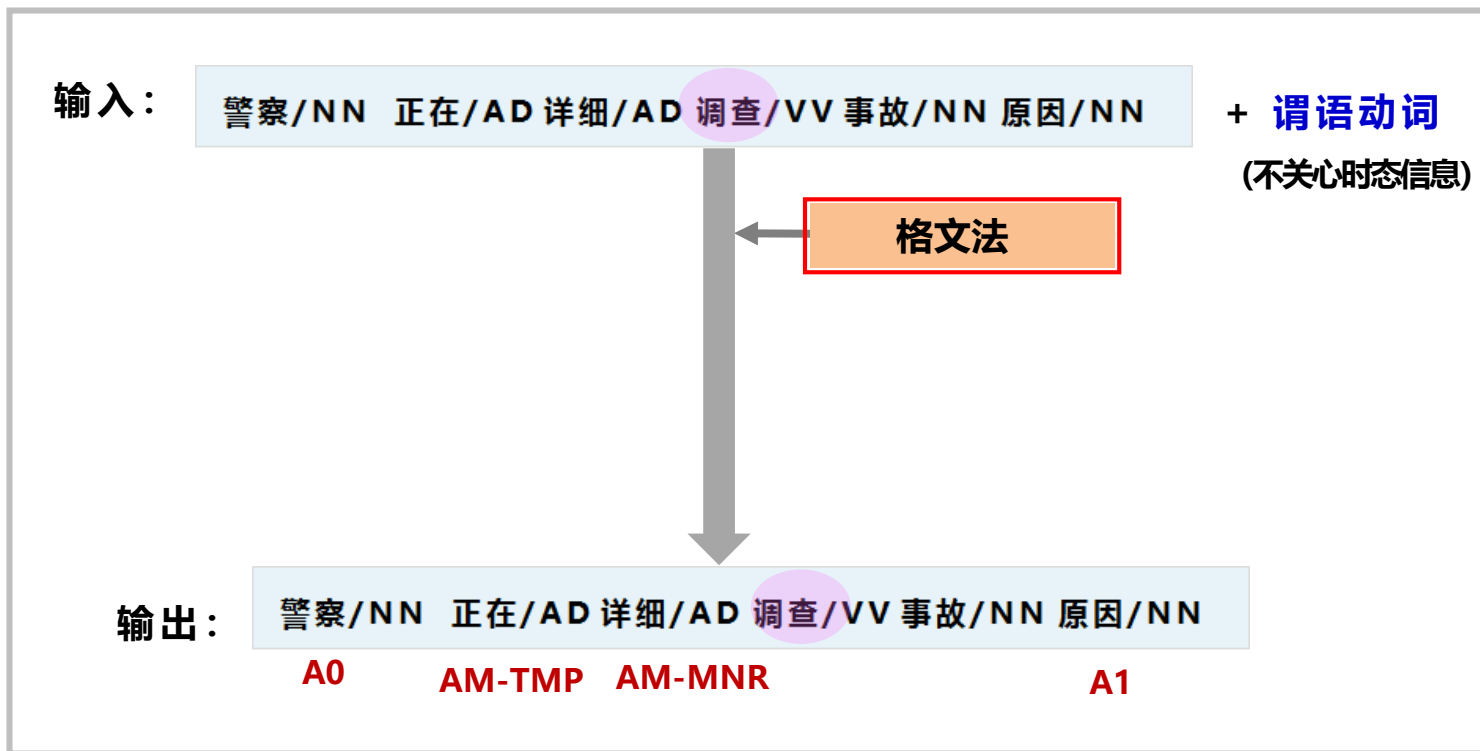 输入：
警察/NN 正在/AD 详细/AD 调查/VV 事故/NN 原因/NN
+ 谓语动词
(不关心时态信息)
格文法
输出：
警察/NN 正在/AD 详细/AD 调查/VV 事故/NN 原因/NN
A0 AM-TMP AM-MNR A1